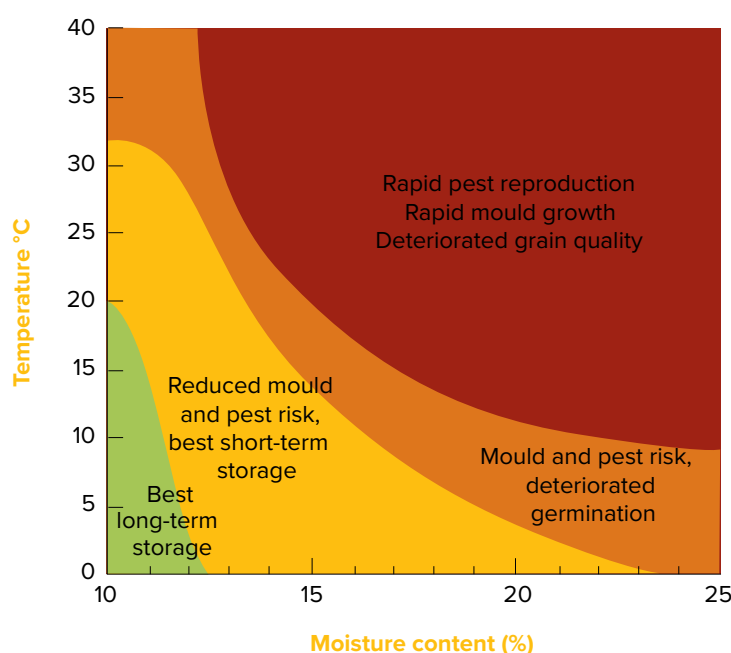 Temperature °C
40
35
30
25
20
15
10
5
0
Rapid pest reproduction
Rapid mould growth
Deteriorated grain quality
Reduced mould
and pest risk,
best short-term
storage
Mould and pest risk,
deteriorated
germination
Best
long-term
storage
10
15
20
25
Moisture content (%)